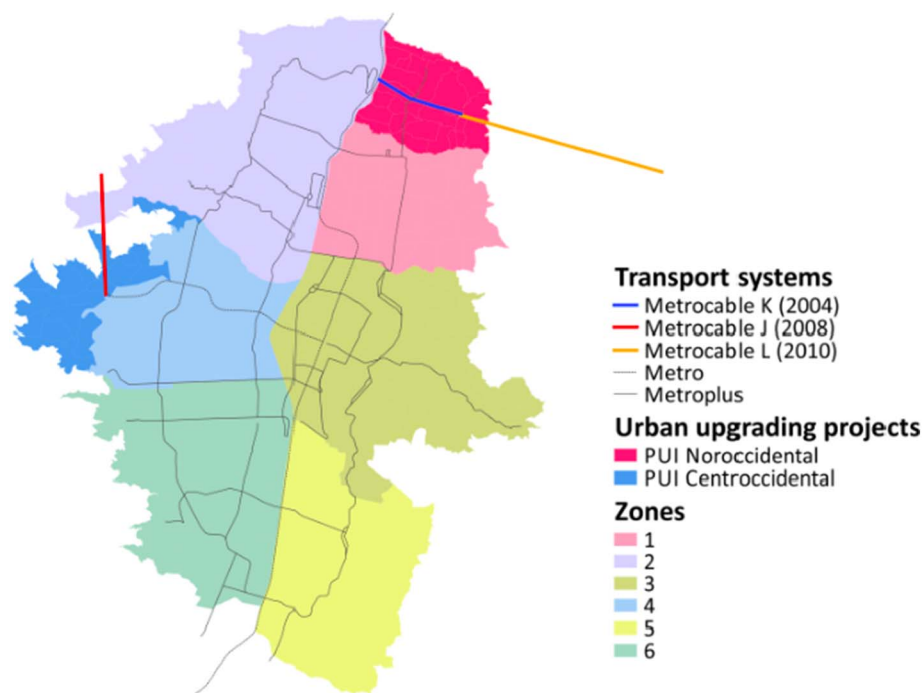 Transport systems
Metrocable K (2004)
Metrocable J (2008)
Metrocable L (2010)
Metro
Metroplus
Urban upgrading projects
PUI Noroccidental
PUI Centroccidental
Zones
1
2
3
4
5
6